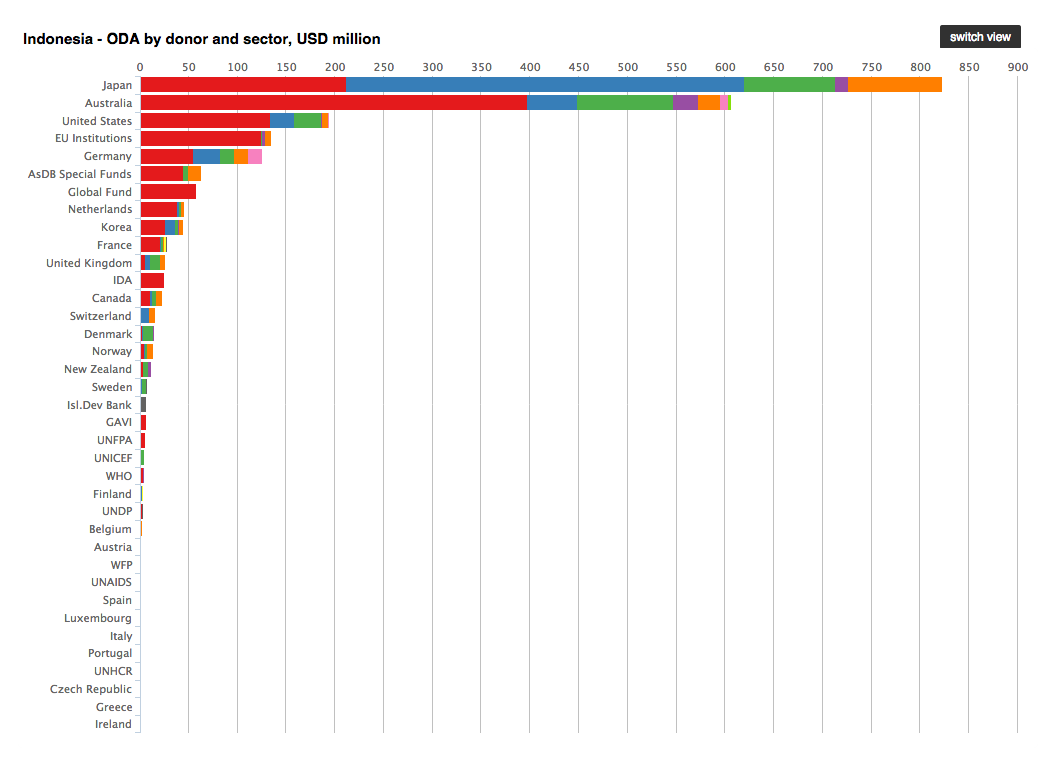 Indonesia - ODA by donor and sector, USD million
switch view
0 50 100 150 200 250 300 350 400 450 500 550 600 650 700 750 800 850 900
Japan
Australia
United States
EU Institutions
Germany
AsDB Special Funds
Global Fund
Netherlands
Korea
France
United Kingdom
IDA
Canada
Switzerland
Denmark
Norway
New Zealand
Sweden
Isl.Dev Bank
GAVI
UNFPA
UNICEF
WHO
Finland
UNDP
Belgium
Austria
WFP
UNAIDS
Spain
Luxembourg
Italy
Portugal
UNHCR
Czech Republic
Greece
Ireland